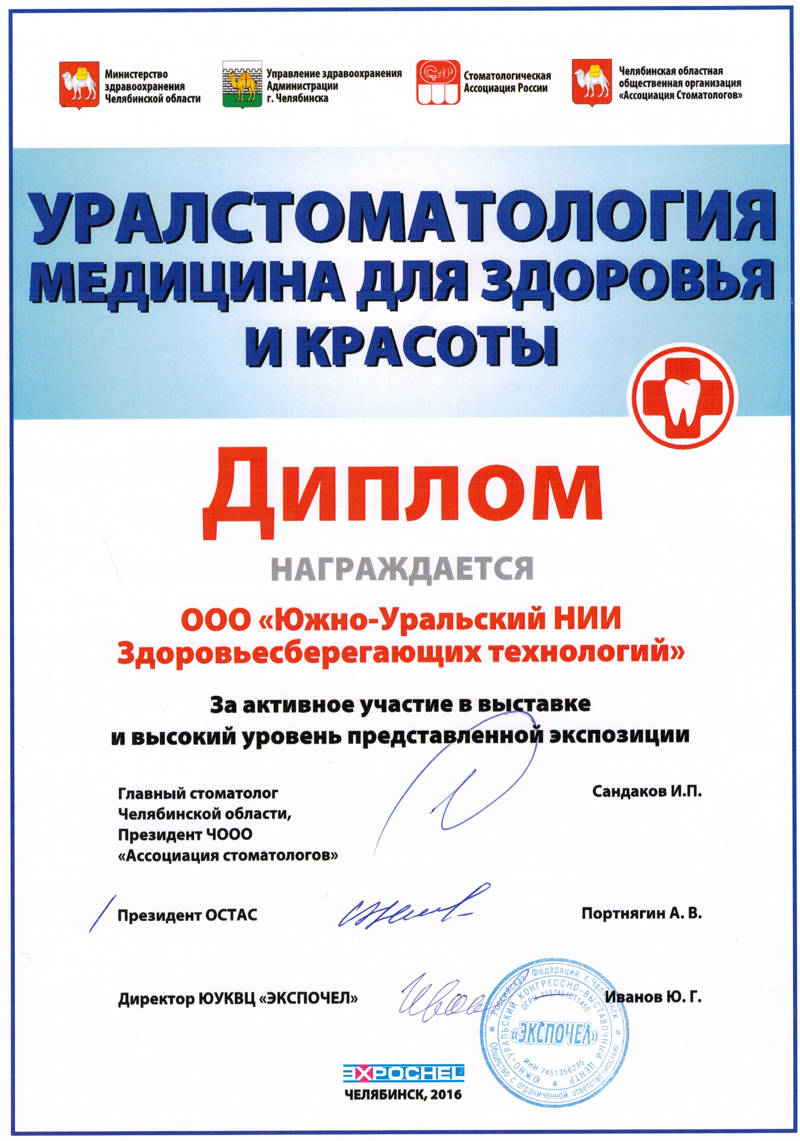 Министерство
здравоохранения
Челябинской области
Управление здравоохранения
Администрации
г. Челябинска
Стоматологическая
Ассоциация России
Челябинская областная
общественная организация
«Ассоциация Стоматологов»
УРАЛСТОМАТОЛОГИЯ
МЕДИЦИНА ДЛЯ ЗДОРОВЬЯ
И КРАСОТЫ
Диплом
НАГРАЖДАЕТСЯ
ООО «Южно-Уральский НИИ
Здоровьесберегающих технологий»
За активное участие в выставке
и высокий уровень представленной экспозиции
Главный стоматолог
Челябинской области,
Президент ЧООО
«Ассоциация стоматологов»
Сандаков И.П.
Президент ОСТАС
Портнягин А. В.
Директор ЮУКВЦ «ЭКСПОЧЕЛ»
Иванов Ю. Г.
Российская Федерация г. Челябинск
Общество с ограниченной ответственностью
ЮЖНО-УРАЛЬСКИЙ КОНГРЕССНО-ВЫСТАВОЧНЫЙ ЦЕНТР
«ЭКСПОЧЕЛ»
ИНН 7451356235
EXPOCHEL
ЧЕЛЯБИНСК, 2016